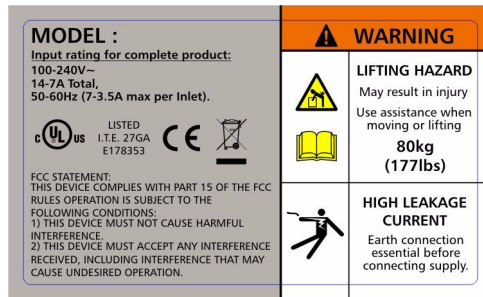 MODEL :
Input rating for complete product:
100-240V~
14-7A Total,
50-60Hz (7-3.5A max per Inlet).
C UL US
LISTED
I.T.E. 27GA
E178353
CE
FCC STATEMENT:
THIS DEVICE COMPLIES WITH PART 15 OF THE FCC
RULES OPERATION IS SUBJECT TO THE
FOLLOWING CONDITIONS:
1) THIS DEVICE MUST NOT CAUSE HARMFUL
INTERFERENCE.
2) THIS DEVICE MUST ACCEPT ANY INTERFERENCE
RECEIVED, INCLUDING INTERFERENCE THAT MAY
CAUSE UNDESIRED OPERATION.
WARNING
LIFTING HAZARD
May result in injury
Use assistance when
moving or lifting
80kg
(177lbs)
HIGH LEAKAGE
CURRENT
Earth connection
essential before
connecting supply.